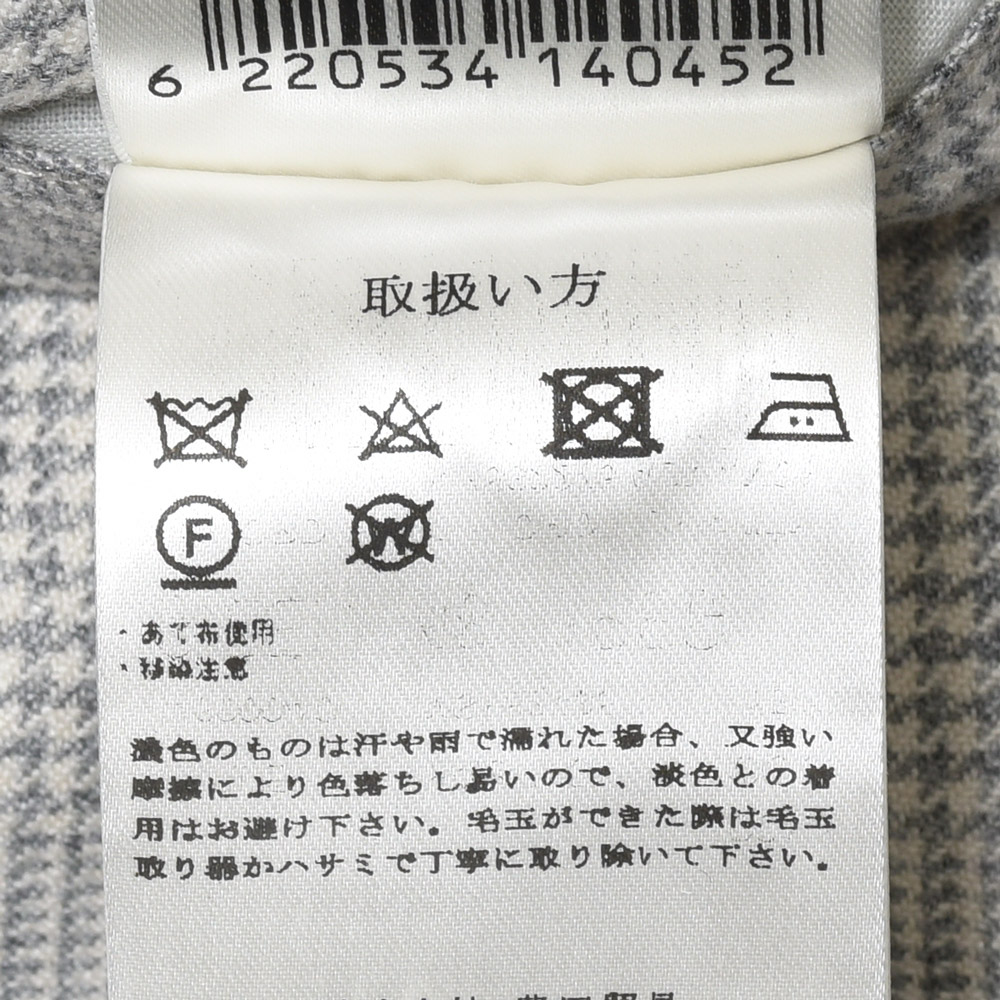 6 220534 140452
取扱い方
F
W
・あて布使用
・移染注意
濃色のものは汗や雨で濡れた場合、又強い
摩擦により色落ちし易いので、淡色との着
用はお避け下さい。毛玉ができた際は毛玉
取り器かハサミで丁寧に取り除いて下さい。